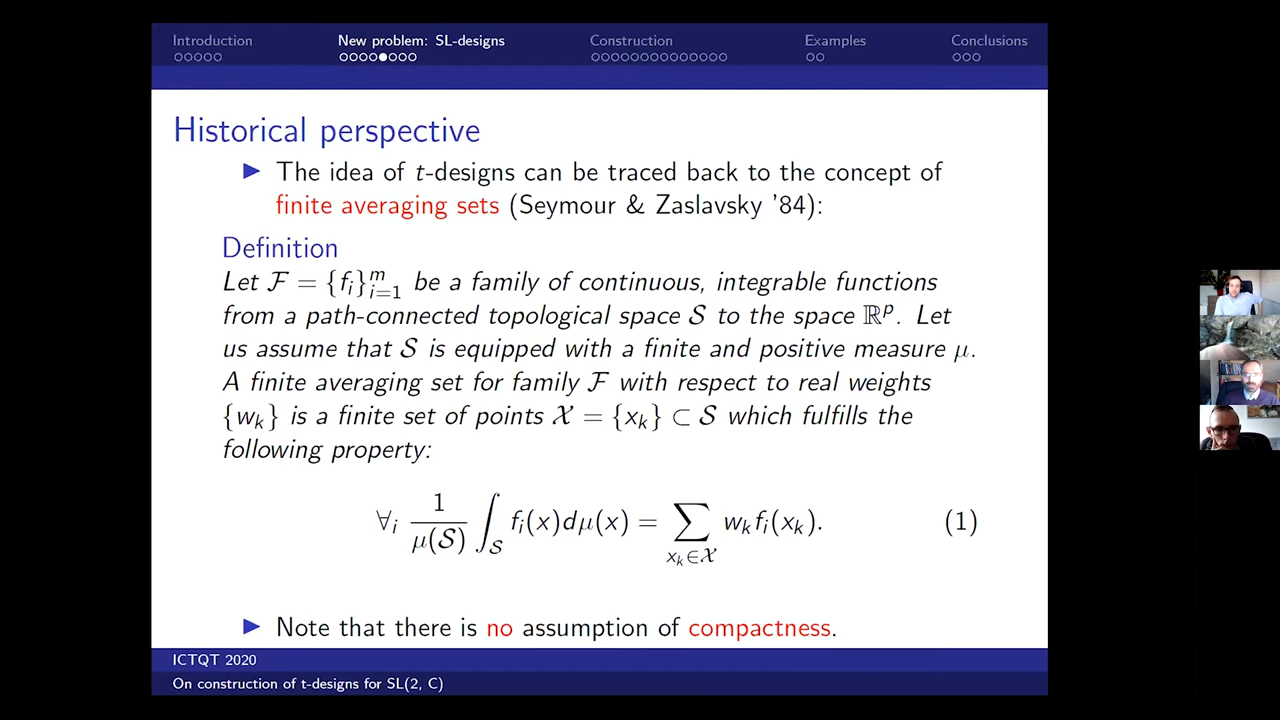 Introduction New problem: SL-designs Construction Examples Conclusions
Historical perspective
The idea of t-designs can be traced back to the concept of
finite averaging sets (Seymour & Zaslavsky '84):
Definition
Let ℱ = {f_i}_{i=1}^m be a family of continuous, integrable functions
from a path-connected topological space 𝒮 to the space ℝ^p. Let
us assume that 𝒮 is equipped with a finite and positive measure μ.
A finite averaging set for family ℱ with respect to real weights
{w_k} is a finite set of points 𝒳 = {x_k} ⊂ 𝒮 which fulfills the
following property:
∀_i 1/μ(𝒮) ∫_𝒮 f_i(x)dμ(x) = ∑_{x_k∈𝒳} w_k f_i(x_k). (1)
Note that there is no assumption of compactness.
ICTQT 2020
On construction of t-designs for SL(2, C)